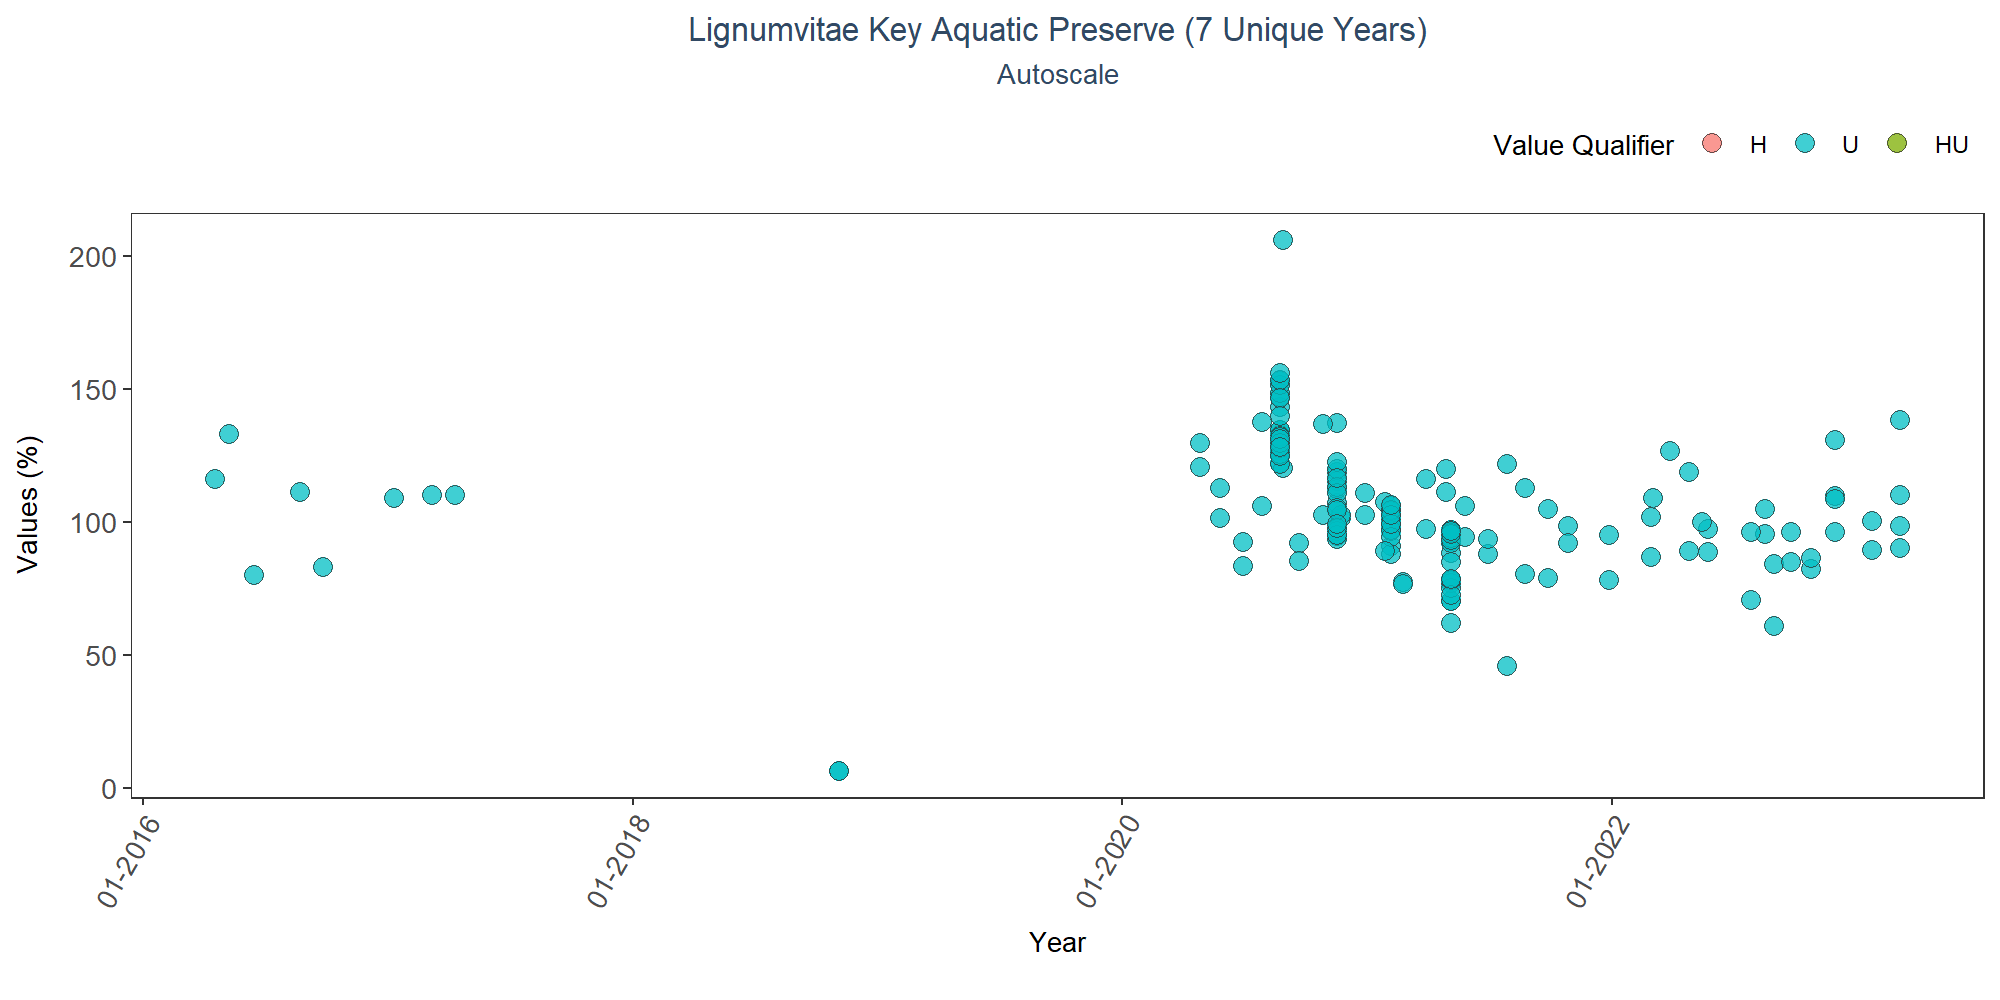 Lignumvitae Key Aquatic Preserve (7 Unique Years)
Autoscale
Value Qualifier H U HU
Values (%)
200
150
100
50
0
01-2016 01-2018 01-2020 01-2022
Year